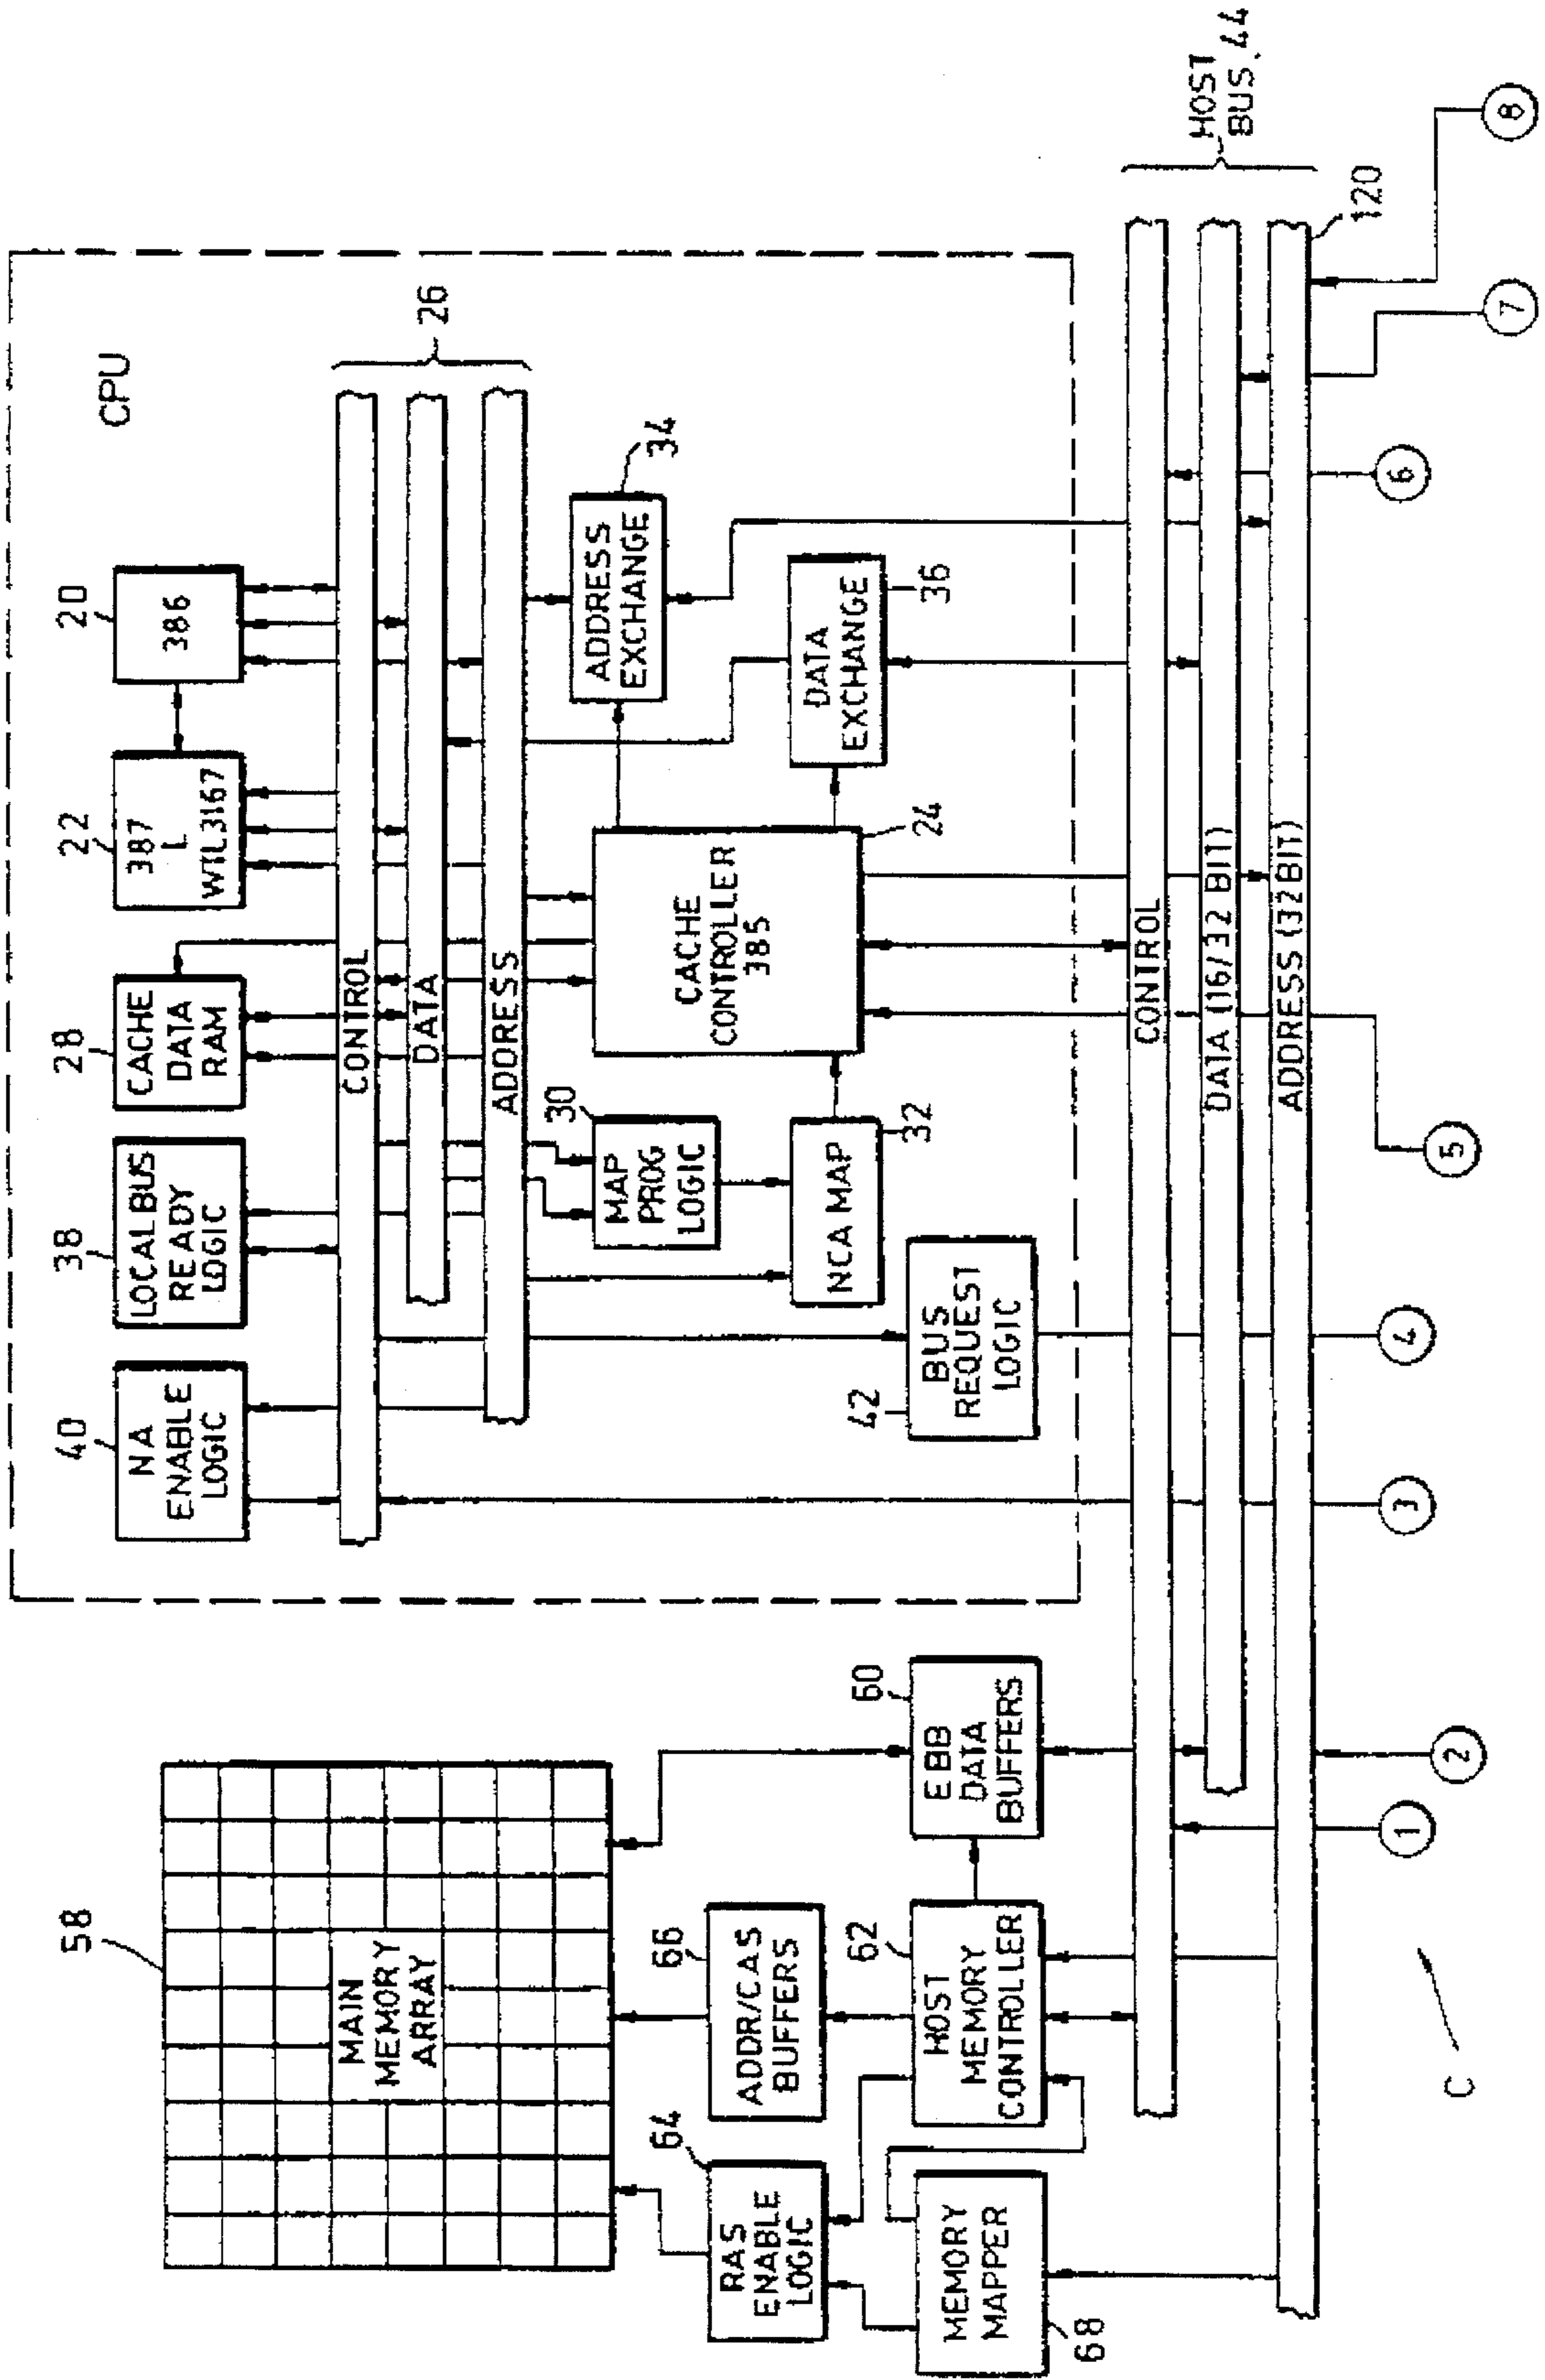 58
MAIN
MEMORY
ARRAY
64
RAS
ENABLE
LOGIC
66
ADDR/CAS
BUFFERS
68
MEMORY
MAPPER
62
HOST
MEMORY
CONTROLLER
60
EBB
DATA
BUFFERS
CPU
40
NA
ENABLE
LOGIC
38
LOCALBUS
READY
LOGIC
28
CACHE
DATA
RAM
22
387
WTL3167
20
386
CONTROL
DATA
ADDRESS
26
30
MAP
PROG
LOGIC
32
NCA MAP
42
BUS
REQUEST
LOGIC
CACHE
CONTROLLER
385
24
34
ADDRESS
EXCHANGE
36
DATA
EXCHANGE
CONTROL
DATA (16/32 BIT)
ADDRESS (32BIT)
HOST
BUS, 44
120
C
1
2
3
4
5
6
7
8